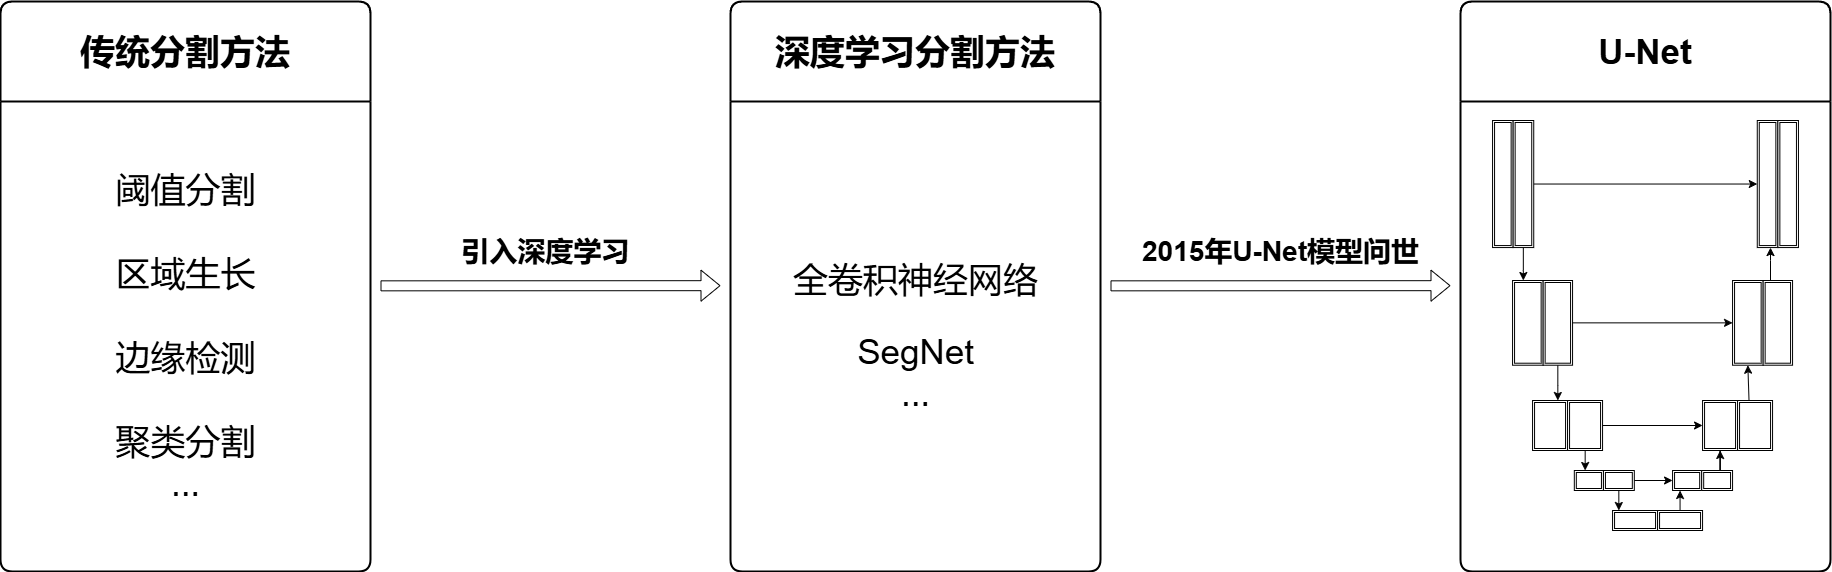 传统分割方法
阈值分割
区域生长
边缘检测
聚类分割
...
引入深度学习
深度学习分割方法
全卷积神经网络
SegNet
...
2015年U-Net模型问世
U-Net